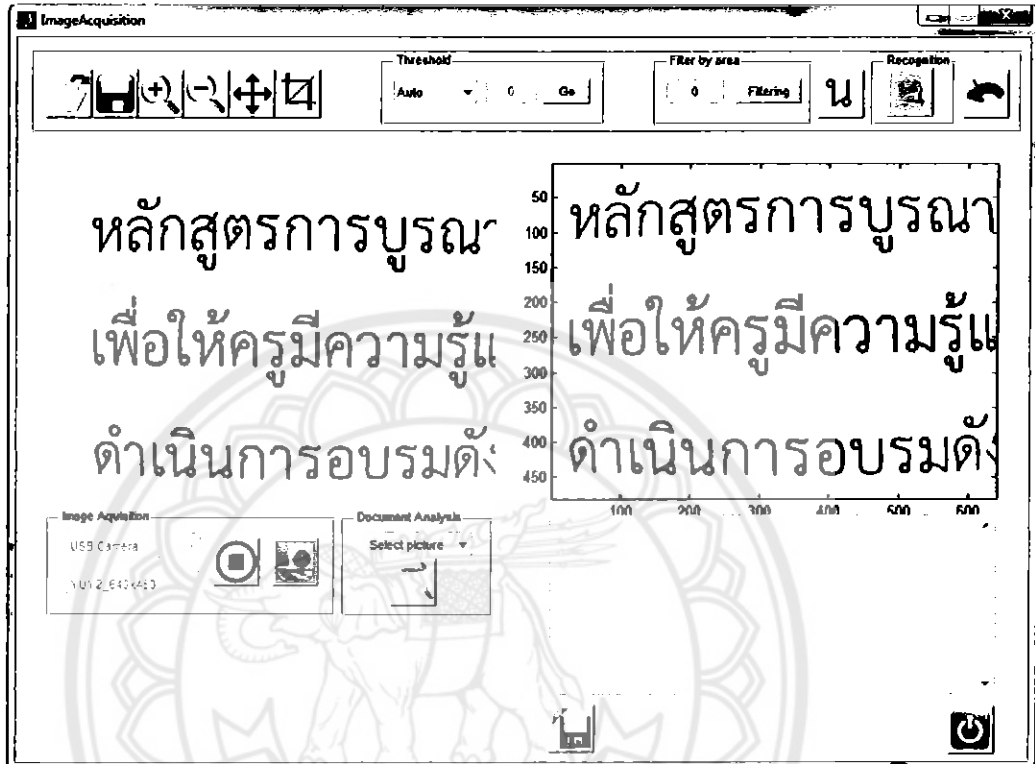 ImageAcquisition
Threshold
Auto 0 Go
Filter by area
0 Filtering
น
Recognition
หลักสูตรการบูรณา
เพื่อให้ครูมีความรู้แ
ดำเนินการอบรมดัง
50
100
150
200
250
300
350
400
450
100 200 300 400 500 600
หลักสูตรการบูรณา
เพื่อให้ครูมีความรู้แ
ดำเนินการอบรมดัง
Image Aquisition
USB Camera
YUY2_640x480
Document Analysis
Select picture